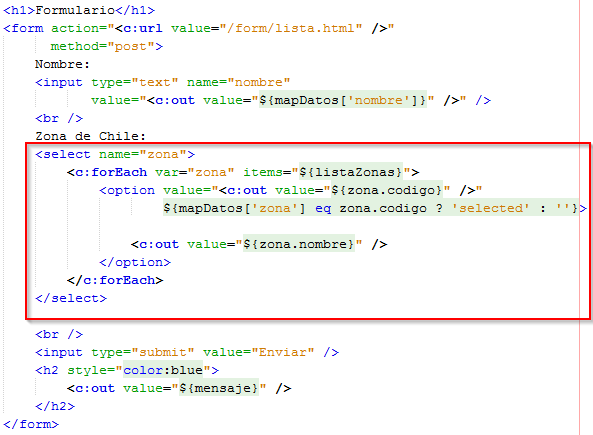 <h1>Formulario</h1>
<form action="<c:url value="/form/lista.html" />"
method="post">
Nombre:
<input type="text" name="nombre"
value="<c:out value="${mapDatos['nombre']}" />" />
<br />
Zona de Chile:
<select name="zona">
<c:forEach var="zona" items="${listaZonas}">
<option value="<c:out value="${zona.codigo}" />"
${mapDatos['zona'] eq zona.codigo ? 'selected' : ''}>
<c:out value="${zona.nombre}" />
</option>
</c:forEach>
</select>
<br />
<input type="submit" value="Enviar" />
<h2 style="color:blue">
<c:out value="${mensaje}" />
</h2>
</form>